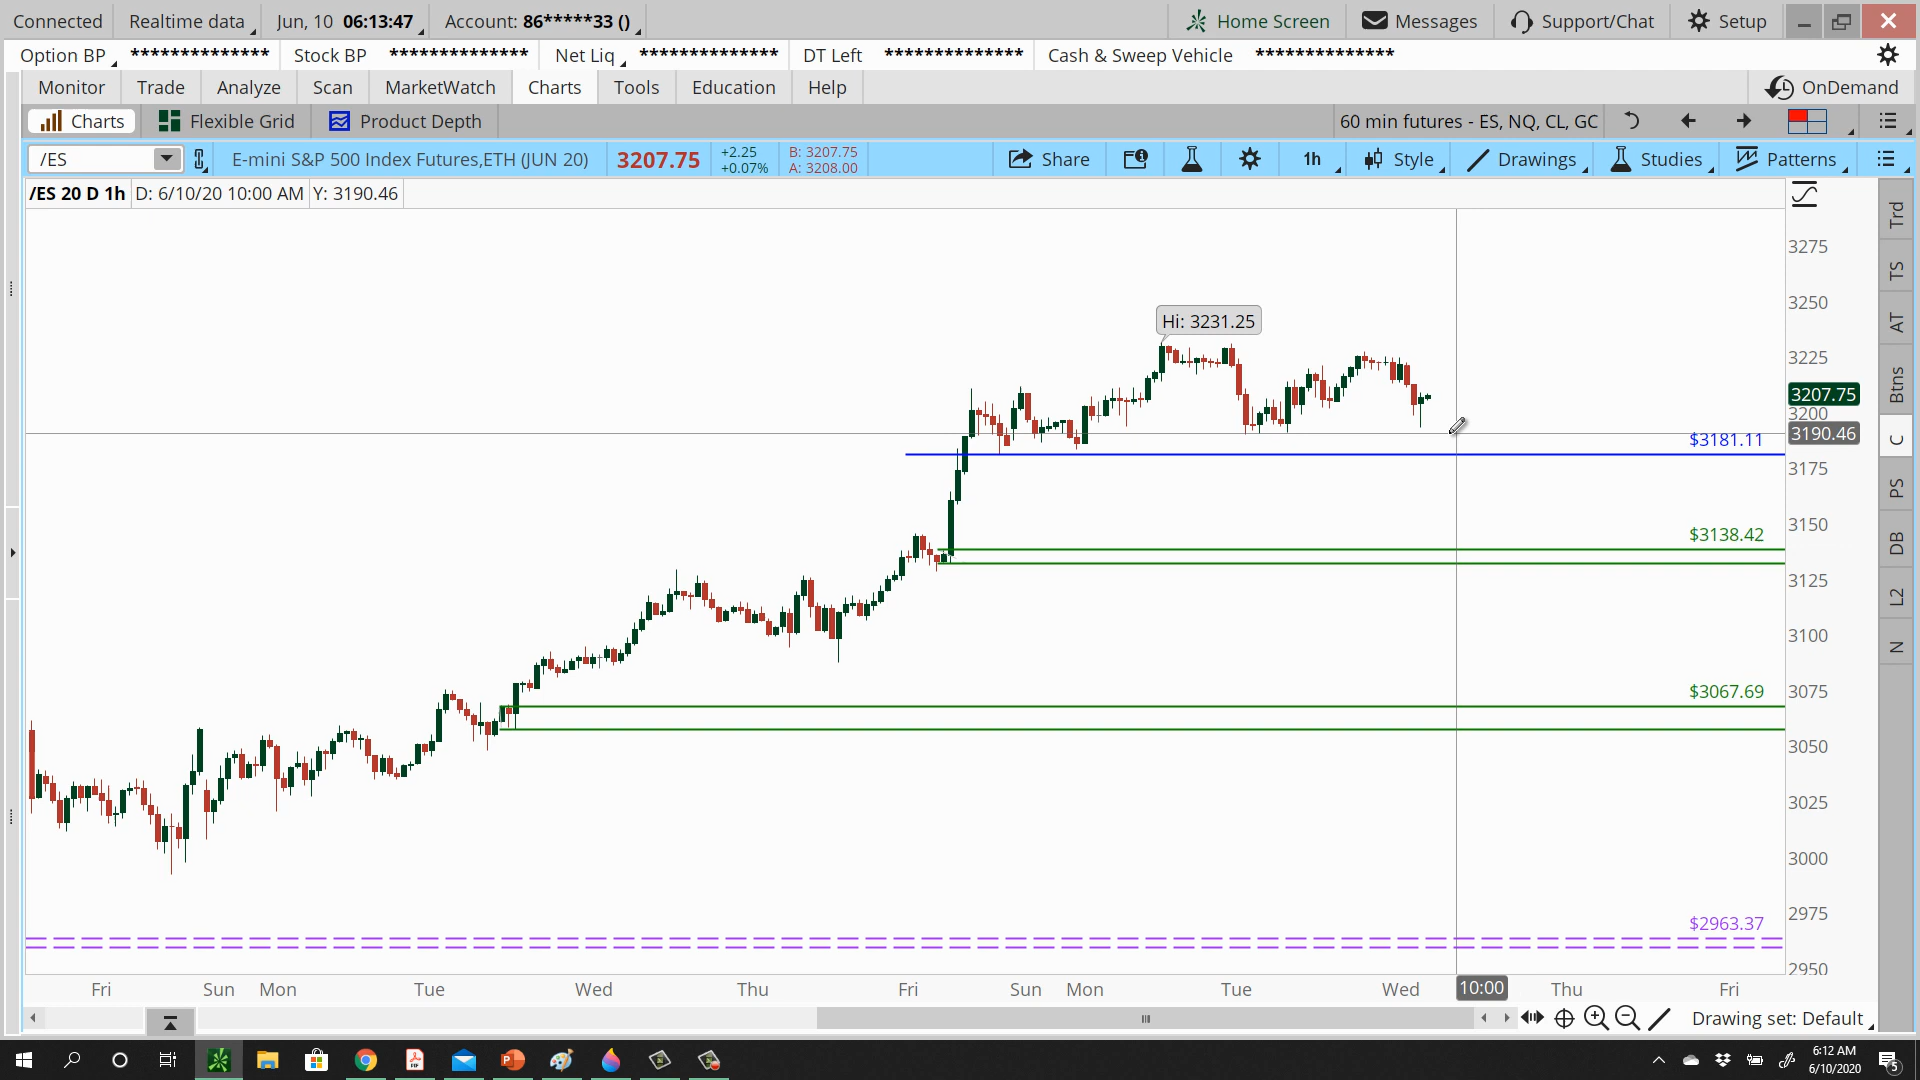 Connected Realtime data Jun, 10 06:13:47 Account: 86*****33 () Home Screen Messages Support/Chat Setup
Option BP ************** Stock BP ************** Net Liq ************** DT Left ************** Cash & Sweep Vehicle **************
Monitor Trade Analyze Scan MarketWatch Charts Tools Education Help OnDemand
Charts Flexible Grid Product Depth 60 min futures - ES, NQ, CL, GC
/ES E-mini S&P 500 Index Futures,ETH (JUN 20) 3207.75 +2.25 B: 3207.75 Share 1h Style Drawings Studies Patterns
+0.07% A: 3208.00
/ES 20 D 1h D: 6/10/20 10:00 AM Y: 3190.46
Trd
3275
TS
3250
Hi: 3231.25
AT
3225
Btns
3207.75
3200
3190.46
$3181.11
C
3175
PS
3150
$3138.42
DB
3125
L2
3100
N
$3067.69
3075
3050
3025
3000
2975
$2963.37
2950
Fri Sun Mon Tue Wed Thu Fri Sun Mon Tue Wed 10:00 Thu Fri
Drawing set: Default
6:12 AM
6/10/2020
5